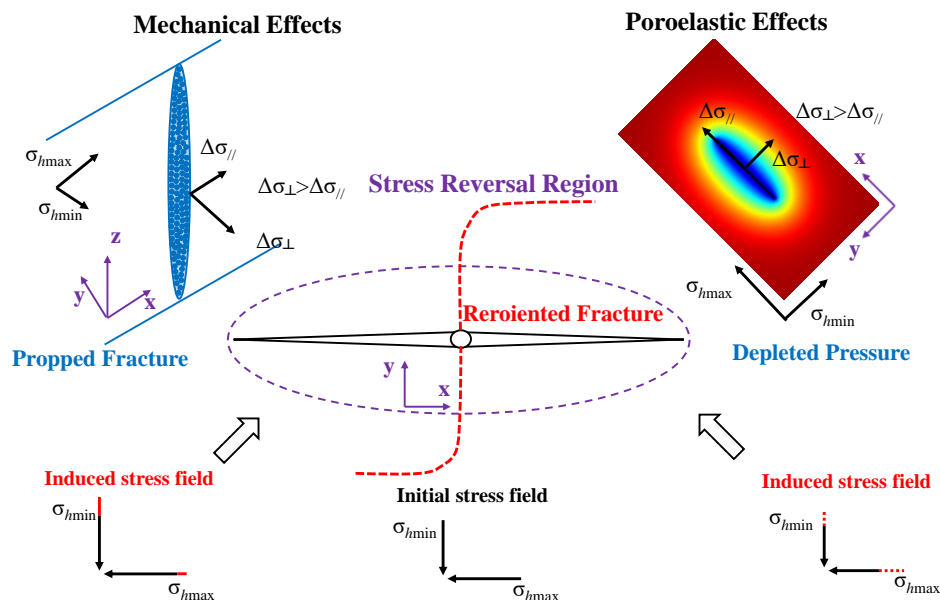 Mechanical Effects
σhmax
σhmin
Δσ//
Δσ⊥>Δσ//
Δσ⊥
z
y
x
Propped Fracture
Stress Reversal Region
Reroiented Fracture
y
x
Poroelastic Effects
Δσ//
Δσ⊥>Δσ//
Δσ⊥
x
y
σhmax
σhmin
Depleted Pressure
Induced stress field
σhmin
σhmax
Initial stress field
σhmin
σhmax
Induced stress field
σhmin
σhmax